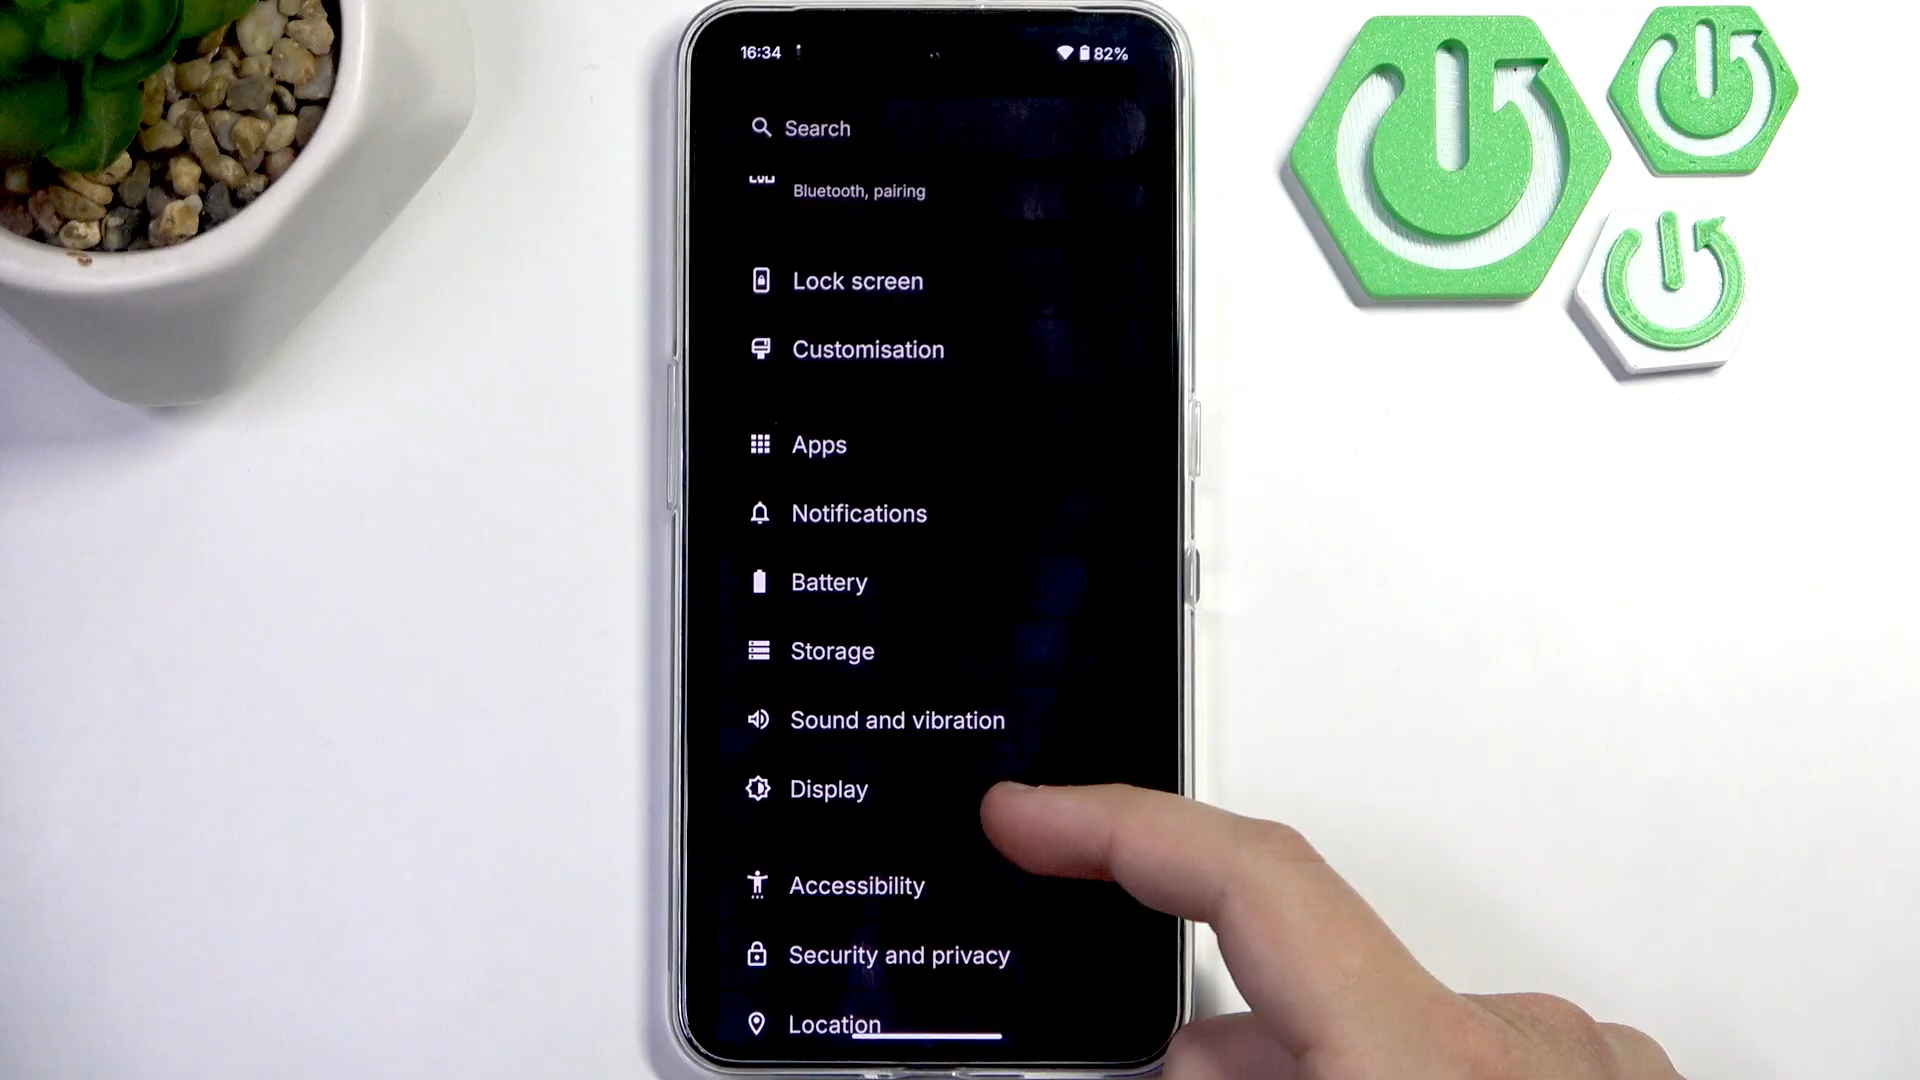 16:34
82%
Search
Bluetooth, pairing
Lock screen
Customisation
Apps
Notifications
Battery
Storage
Sound and vibration
Display
Accessibility
Security and privacy
Location